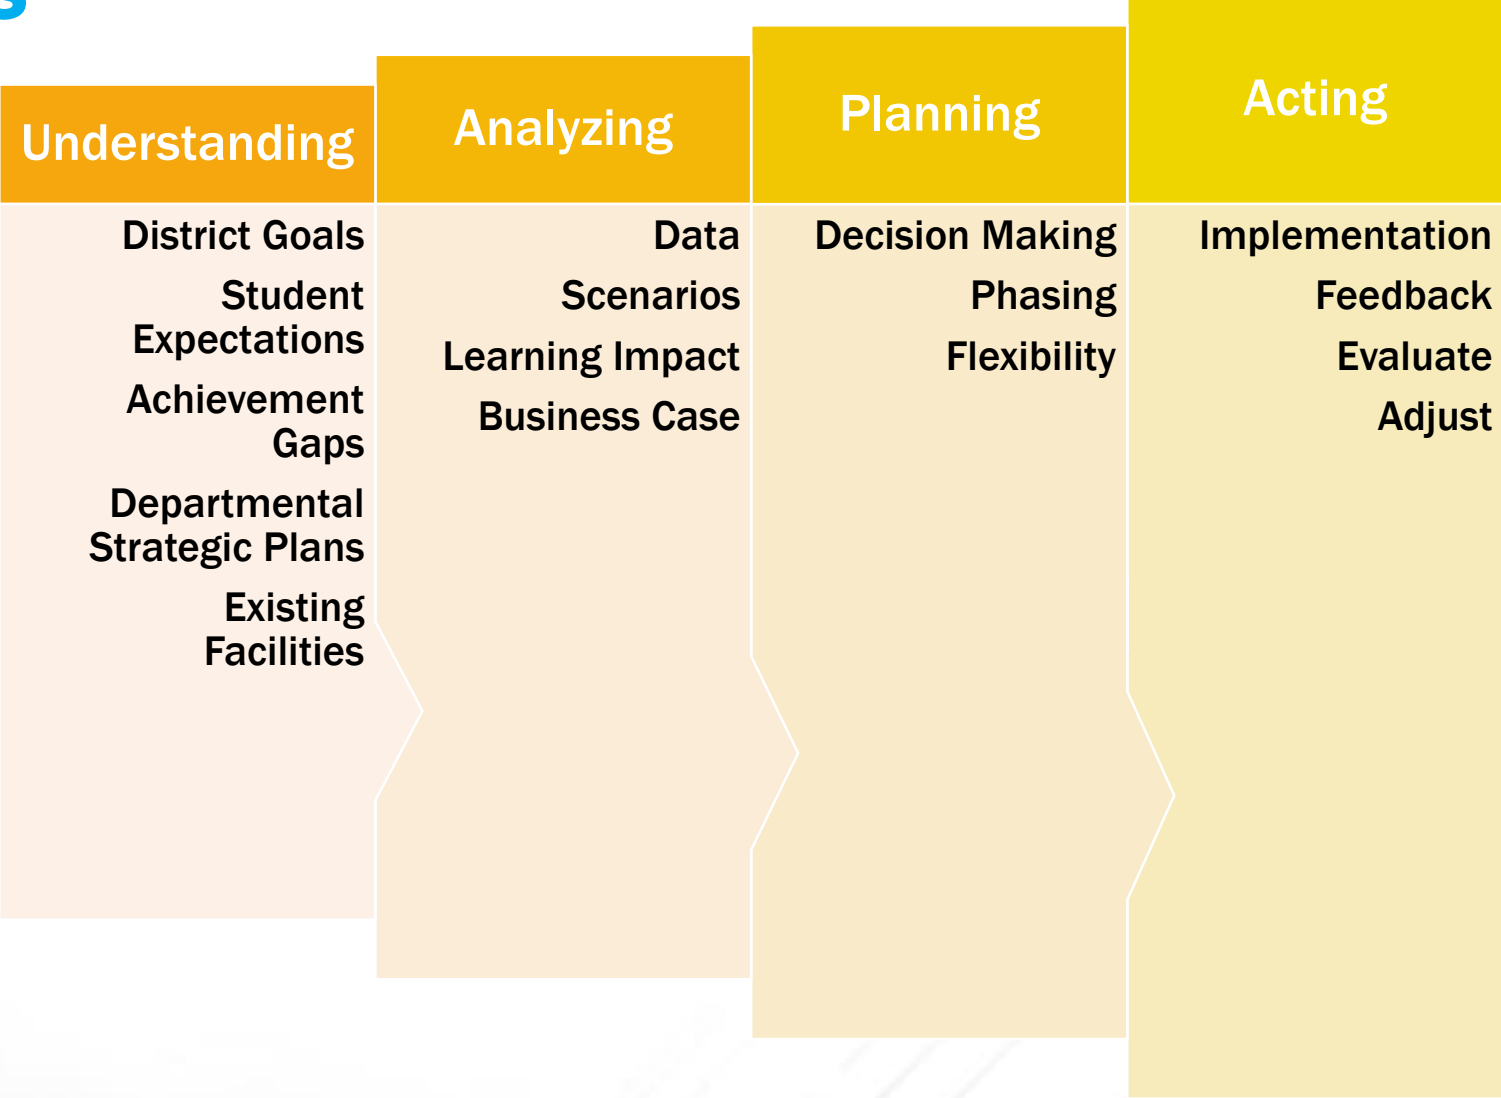 Understanding
District Goals
Student
Expectations
Achievement
Gaps
Departmental
Strategic Plans
Existing
Facilities
Analyzing
Data
Scenarios
Learning Impact
Business Case
Planning
Decision Making
Phasing
Flexibility
Acting
Implementation
Feedback
Evaluate
Adjust